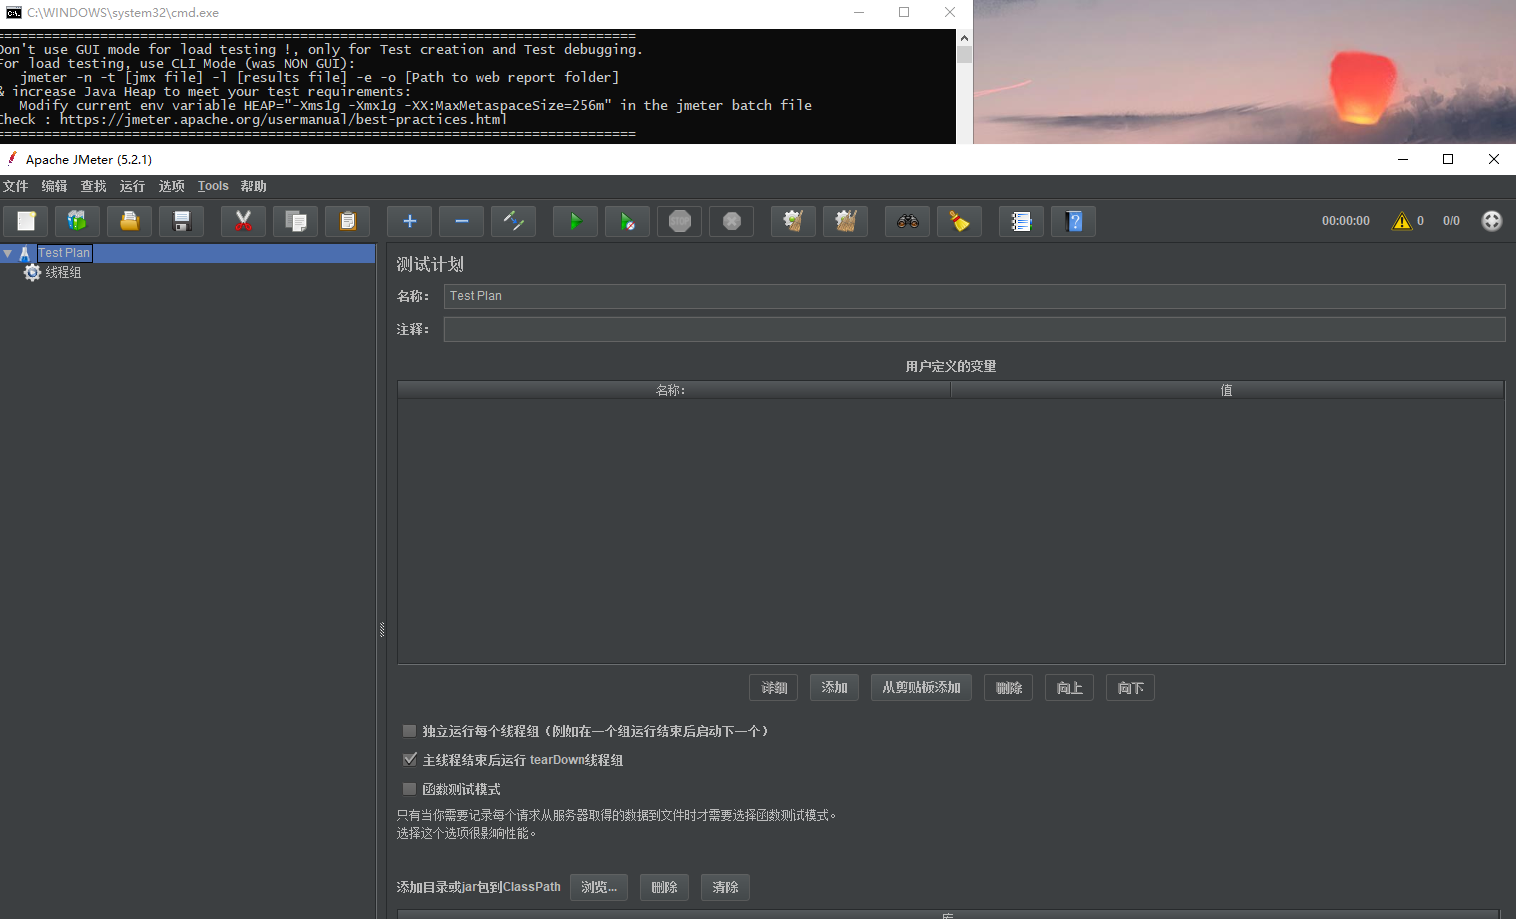 C:\WINDOWS\system32\cmd.exe
================================================================================
Don't use GUI mode for load testing !, only for Test creation and Test debugging.
For load testing, use CLI Mode (was NON GUI):
jmeter -n -t [jmx file] -l [results file] -e -o [Path to web report folder]
& increase Java Heap to meet your test requirements:
Modify current env variable HEAP="-Xms1g -Xmx1g -XX:MaxMetaspaceSize=256m" in the jmeter batch file
Check : https://jmeter.apache.org/usermanual/best-practices.html
================================================================================
Apache JMeter (5.2.1)
文件 编辑 查找 运行 选项 Tools 帮助
STOP 00:00:00 0 0/0
Test Plan
线程组
测试计划
名称： Test Plan
注释：
用户定义的变量
名称： 值
详细 添加 从剪贴板添加 删除 向上 向下
独立运行每个线程组（例如在一个组运行结束后启动下一个）
主线程结束后运行 tearDown线程组
函数测试模式
只有当你需要记录每个请求从服务器取得的数据到文件时才需要选择函数测试模式。
选择这个选项很影响性能。
添加目录或jar包到ClassPath 浏览... 删除 清除
库